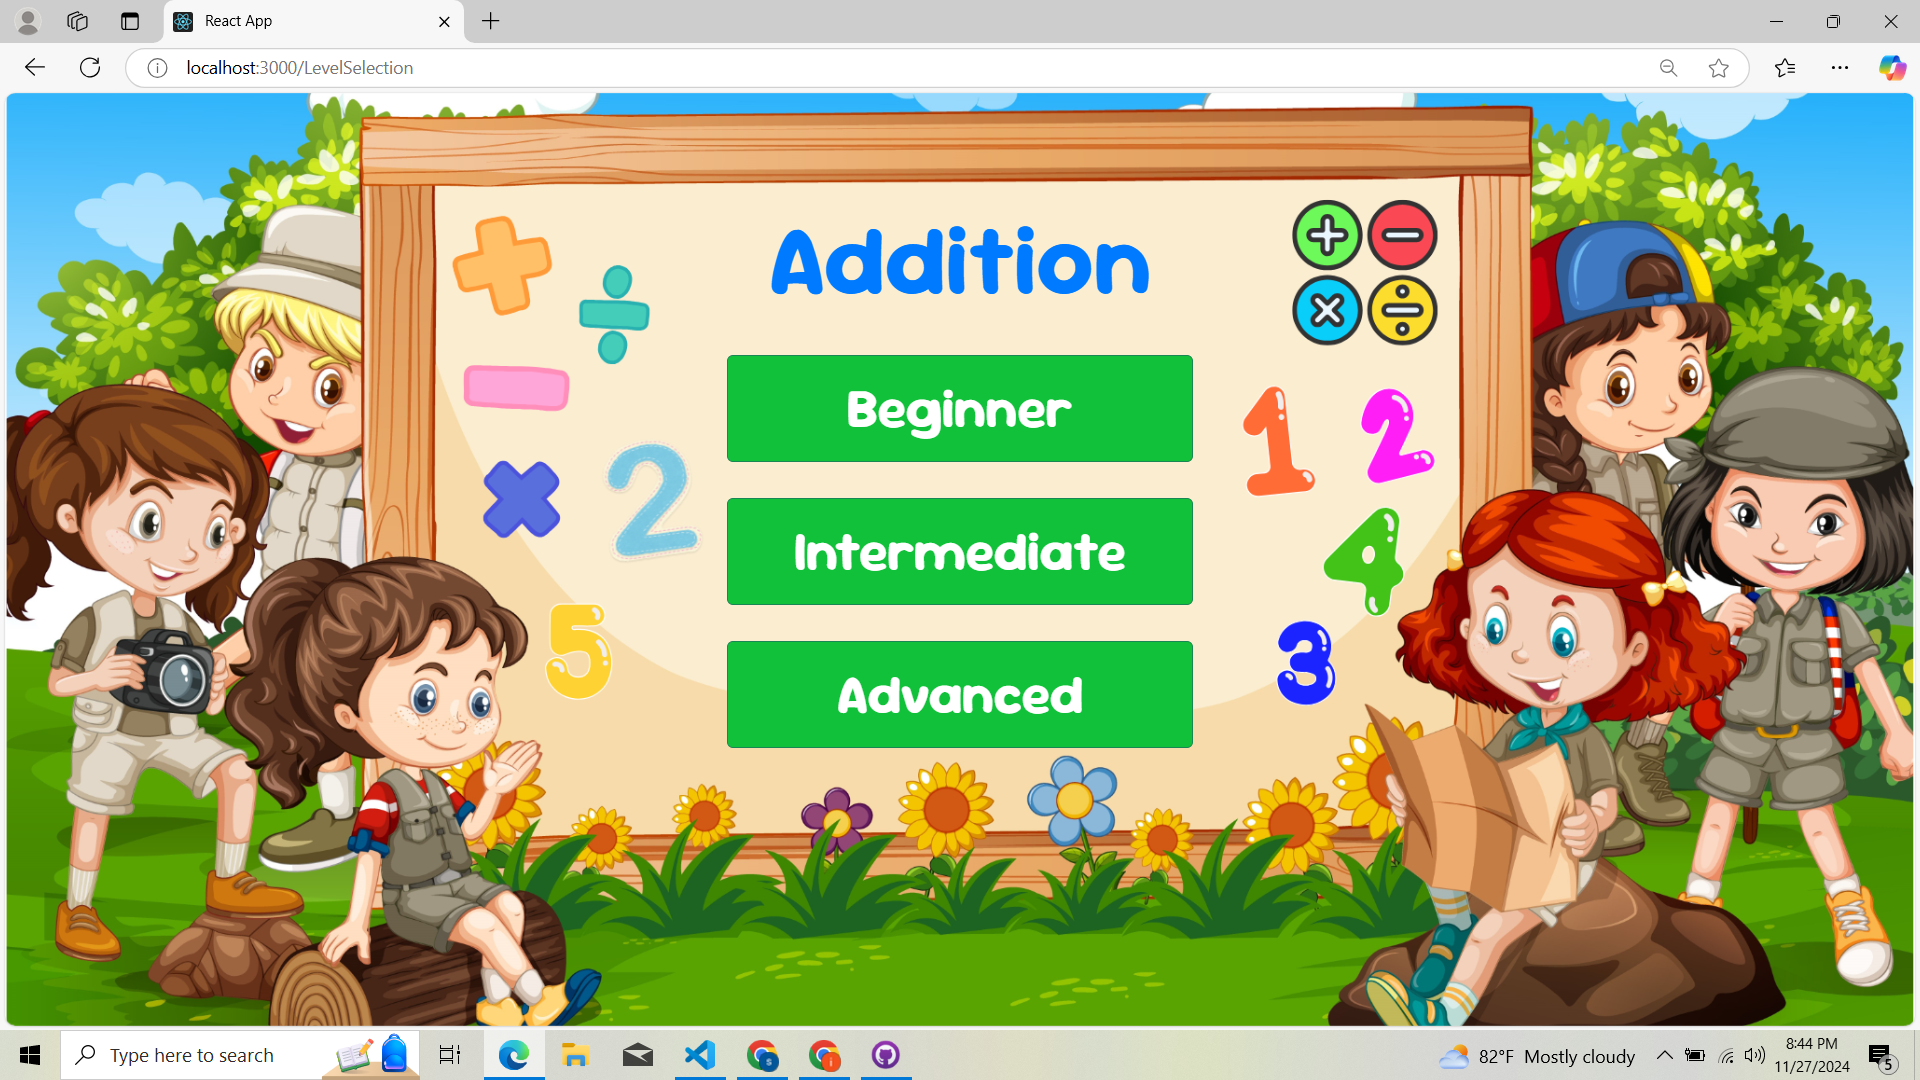 React App
localhost:3000/LevelSelection
Addition
Beginner
Intermediate
Advanced
2
5
1 2
4
3
Type here to search
82°F Mostly cloudy
8:44 PM
11/27/2024
5